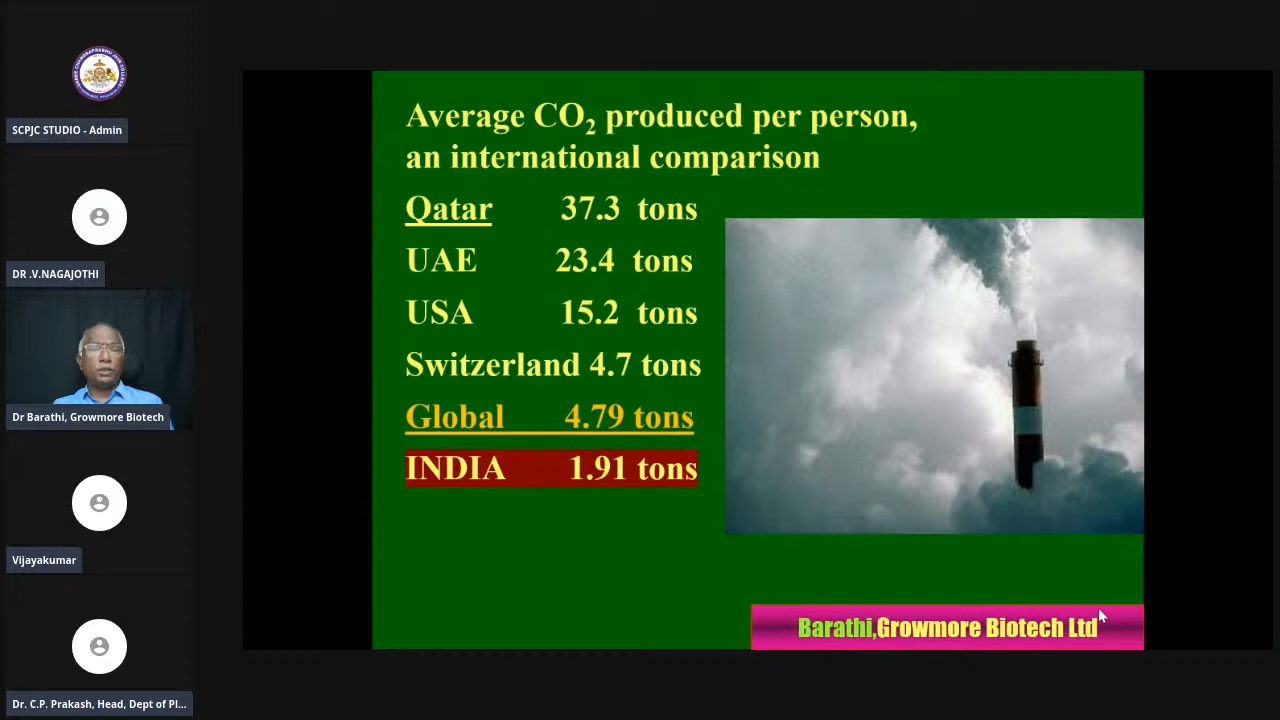 SCPJC STUDIO - Admin
DR .V.NAGAJOTHI
Dr Barathi, Growmore Biotech
Vijayakumar
Dr. C.P. Prakash, Head, Dept of Pl...
Average CO₂ produced per person,
an international comparison
Qatar 37.3 tons
UAE 23.4 tons
USA 15.2 tons
Switzerland 4.7 tons
Global 4.79 tons
INDIA 1.91 tons
Barathi,Growmore Biotech Ltd